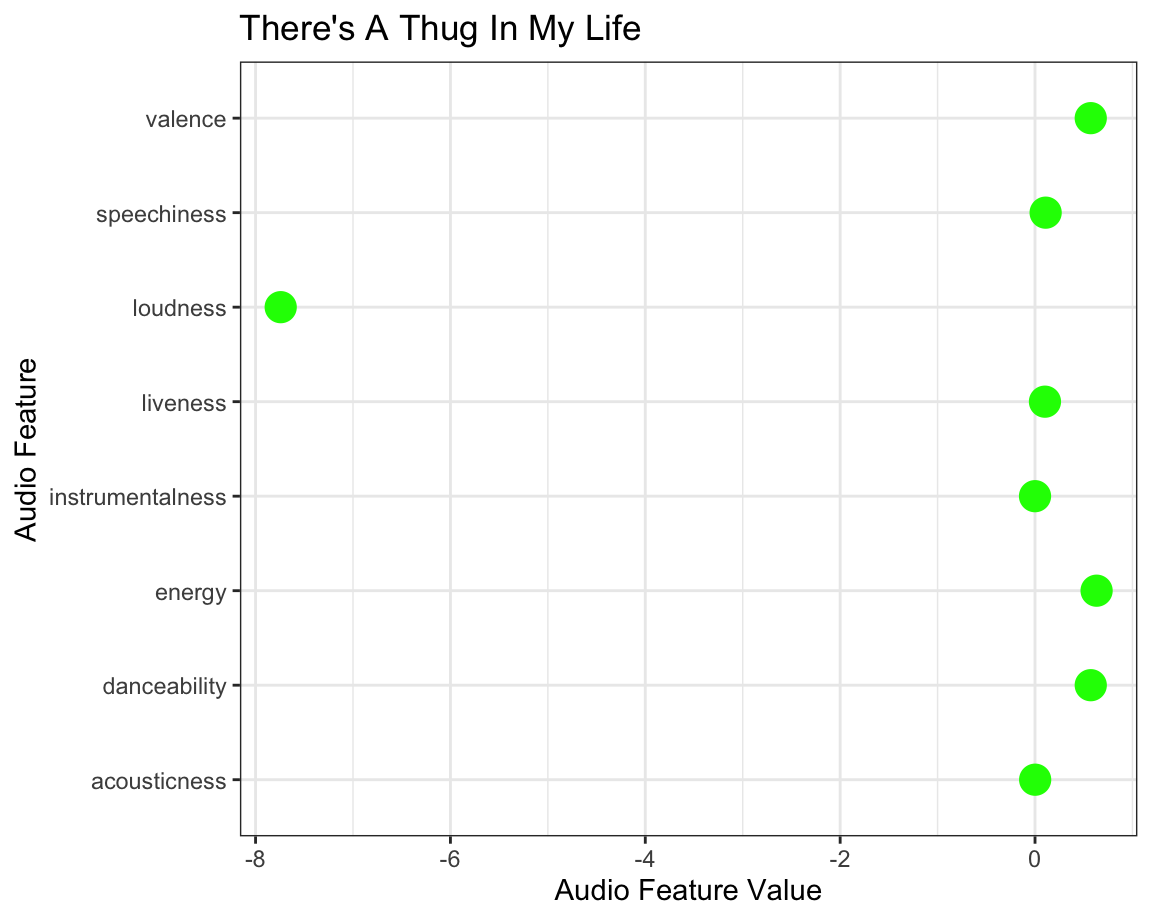 There's A Thug In My Life
valence
speechiness
loudness
liveness
instrumentalness
energy
danceability
acousticness
Audio Feature
-8 -6 -4 -2 0
Audio Feature Value